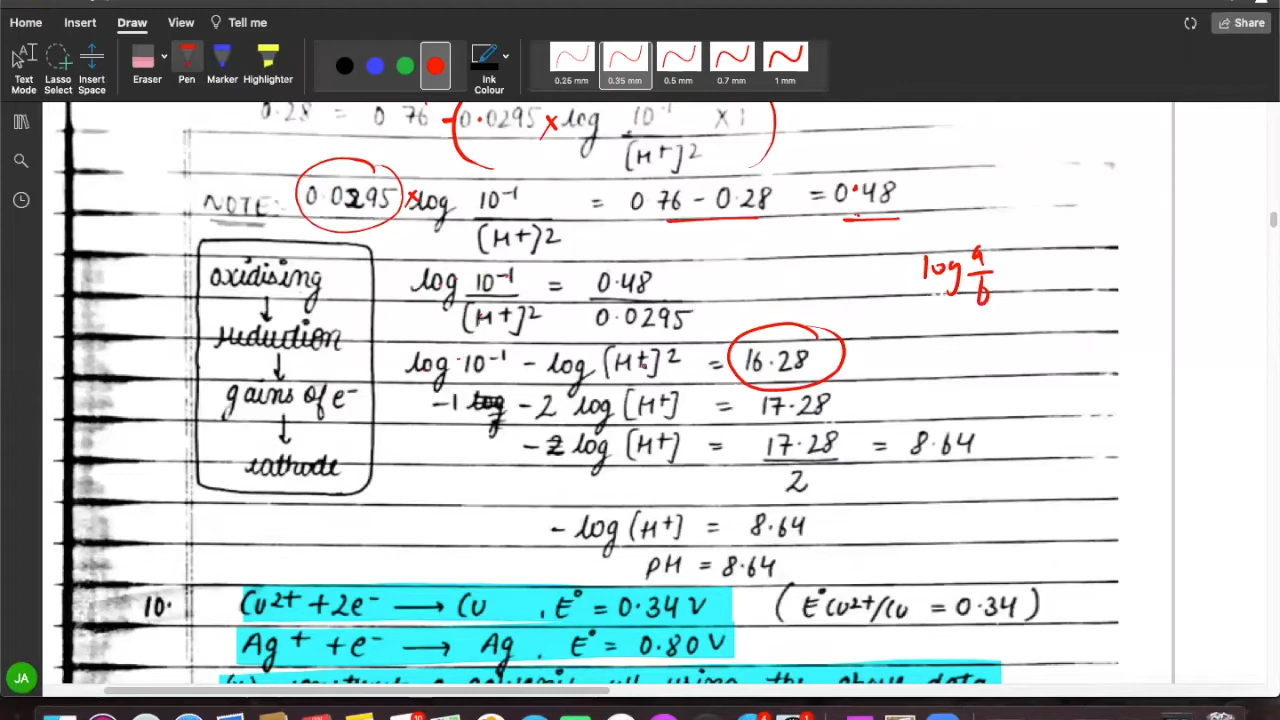 Home Insert Draw View Tell me
Share
Text Mode
Lasso Select
Insert Space
Eraser
Pen
Marker
Highlighter
Ink Colour
0.25 mm
0.35 mm
0.5 mm
0.7 mm
1 mm
0.28 = 0.76 - 0.0295 × log 10⁻¹ × 1 / [H+]2
NOTE: 0.0295 × log 10⁻¹ / [H+]2 = 0.76 - 0.28 = 0.48
log a/b
oxidising
↓
reduction
↓
gains of e⁻
↓
cathode
log 10⁻¹ / [H+]2 = 0.48 / 0.0295
log 10⁻¹ - log [H+]2 = 16.28
-1 - 2 log [H+] = 17.28
-2 log [H+] = 17.28 / 2 = 8.64
- log [H+] = 8.64
pH = 8.64
10. Cu2+ + 2e⁻ → Cu , E° = 0.34 V (E°Cu2+/Cu = 0.34)
Ag+ + e⁻ → Ag , E° = 0.80 V
using the above data
JA